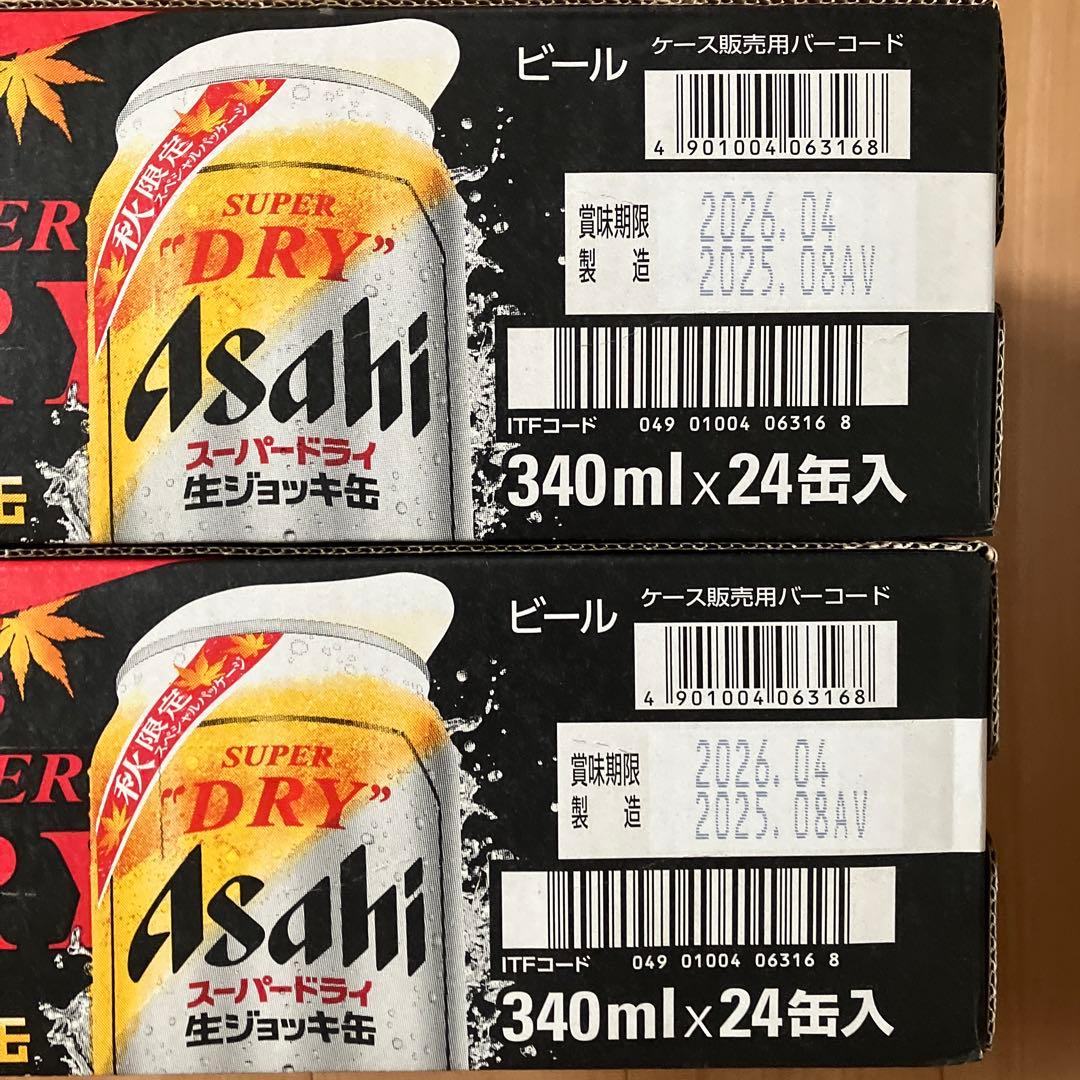 ビール
ケース販売用バーコード
4 901004 063168
秋限定
スペシャルパッケージ
SUPER
"DRY"
賞味期限 2026.04
製造 2025.08AV
ER
RY
Asahi
スーパードライ
生ジョッキ缶
ITFコード 049 01004 06316 8
340ml×24缶入
缶
ビール
ケース販売用バーコード
4 901004 063168
秋限定
スペシャルパッケージ
SUPER
"DRY"
賞味期限 2026.04
製造 2025.08AV
ER
RY
Asahi
スーパードライ
生ジョッキ缶
ITFコード 049 01004 06316 8
340ml×24缶入
缶